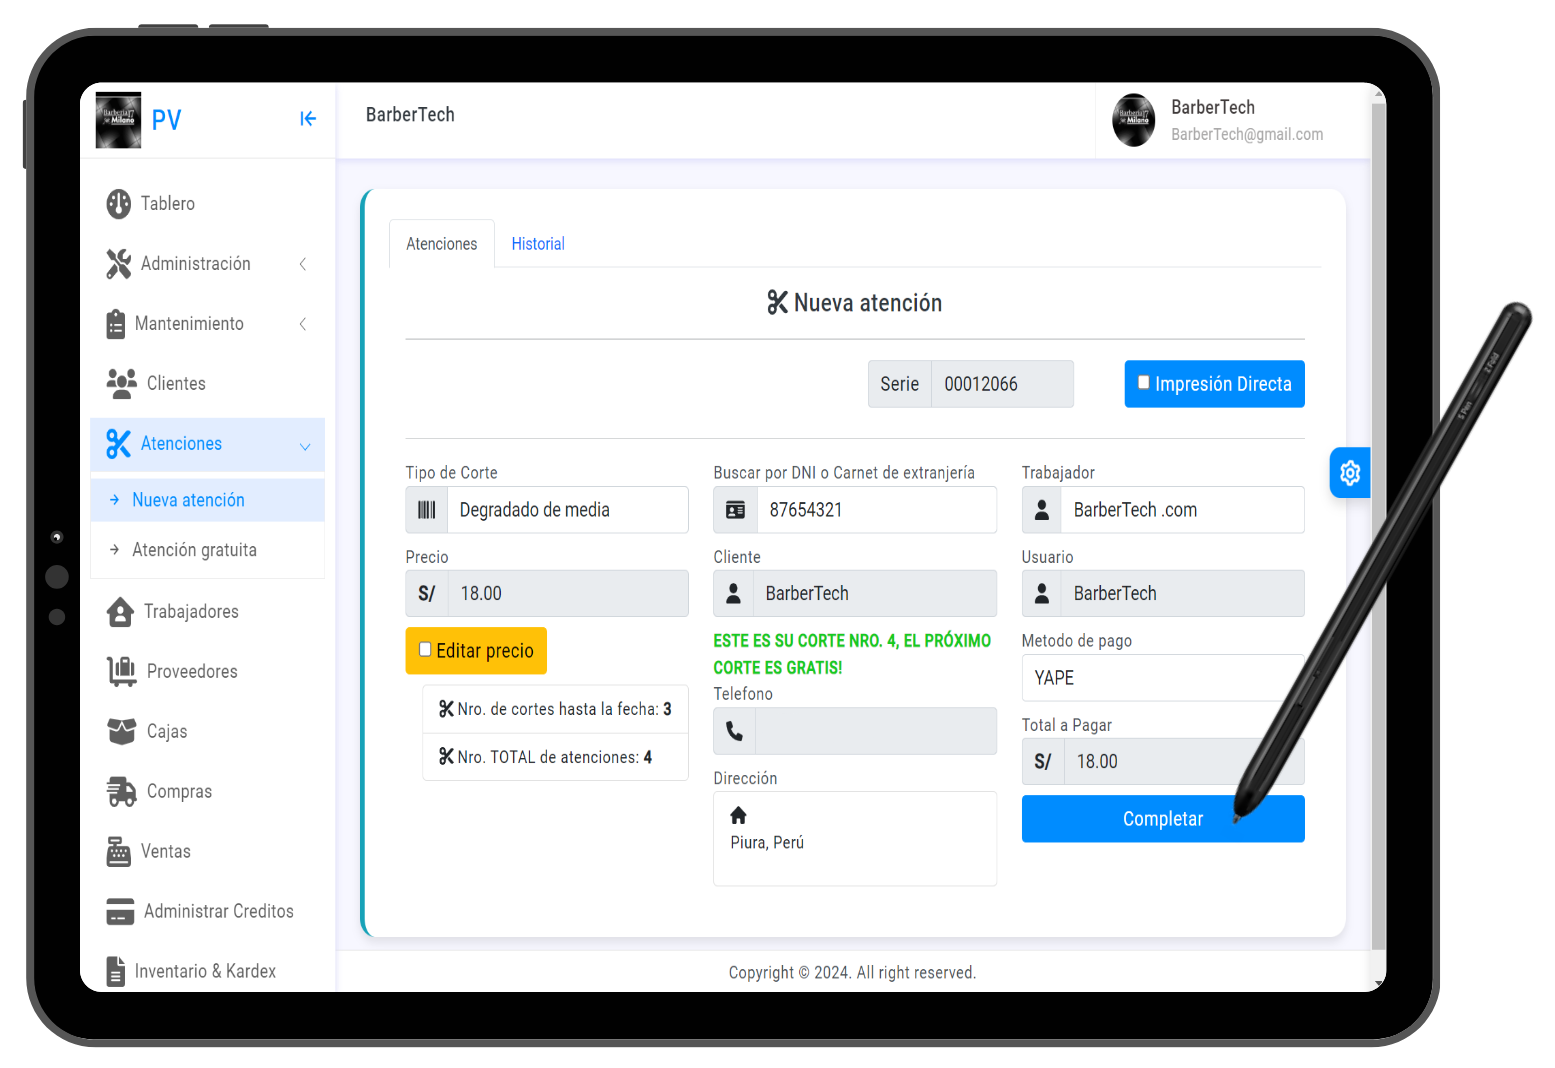 PV
BarberTech
BarberTech
BarberTech@gmail.com
Tablero
Administración
Mantenimiento
Clientes
Atenciones
Nueva atención
Atención gratuita
Trabajadores
Proveedores
Cajas
Compras
Ventas
Administrar Creditos
Inventario & Kardex
Atenciones
Historial
Nueva atención
Serie 00012066
Impresión Directa
Tipo de Corte
Degradado de media
Precio
S/ 18.00
Editar precio
Nro. de cortes hasta la fecha: 3
Nro. TOTAL de atenciones: 4
Buscar por DNI o Carnet de extranjería
87654321
Cliente
BarberTech
ESTE ES SU CORTE NRO. 4, EL PRÓXIMO
CORTE ES GRATIS!
Telefono
Dirección
Piura, Perú
Trabajador
BarberTech .com
Usuario
BarberTech
Metodo de pago
YAPE
Total a Pagar
S/ 18.00
Completar
Copyright © 2024. All right reserved.
S Pen
Z Fold